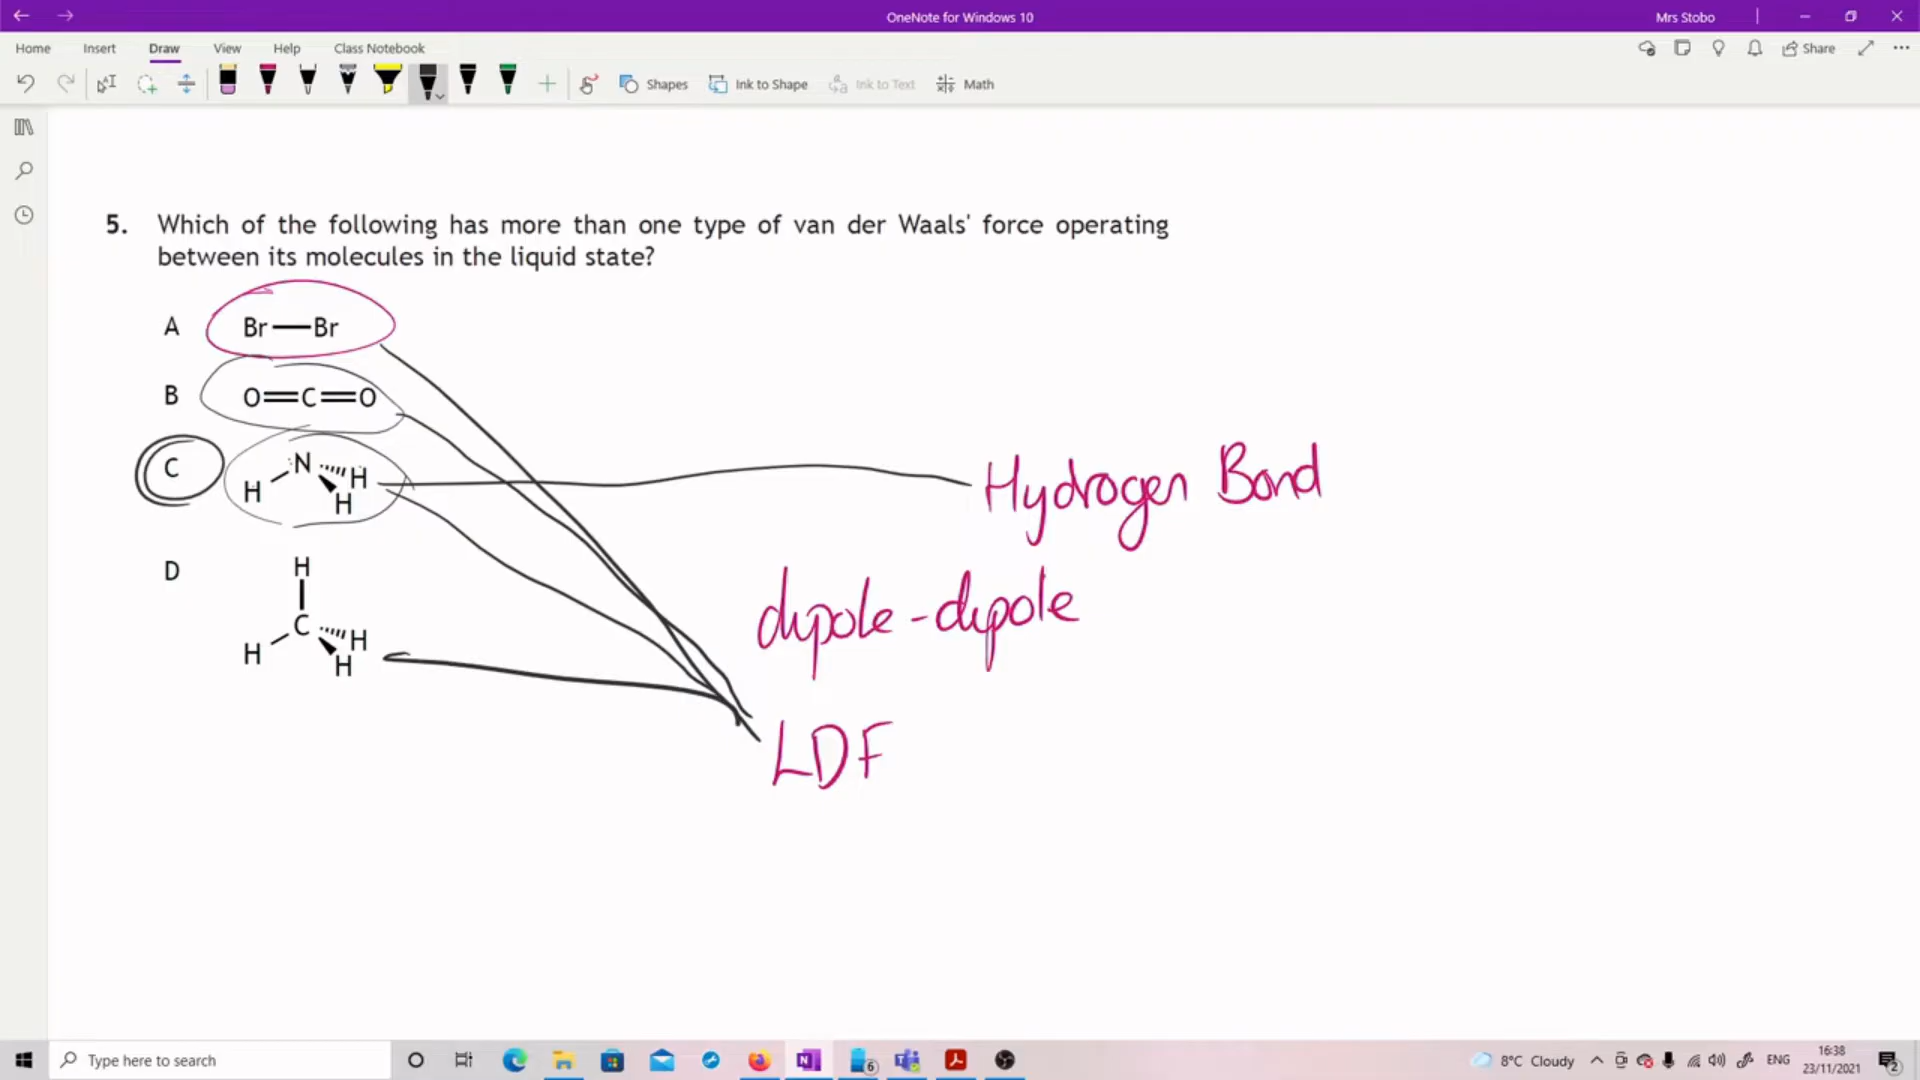 OneNote for Windows 10
Mrs Stobo
Home Insert Draw View Help Class Notebook
Share
Shapes Ink to Shape Ink to Text Math
5. Which of the following has more than one type of van der Waals' force operating
between its molecules in the liquid state?
A Br—Br
B O=C=O
C N H H H
Hydrogen Bond
D H C H H H
dipole-dipole
LDF
Type here to search
8°C Cloudy
ENG
16:38
23/11/2021